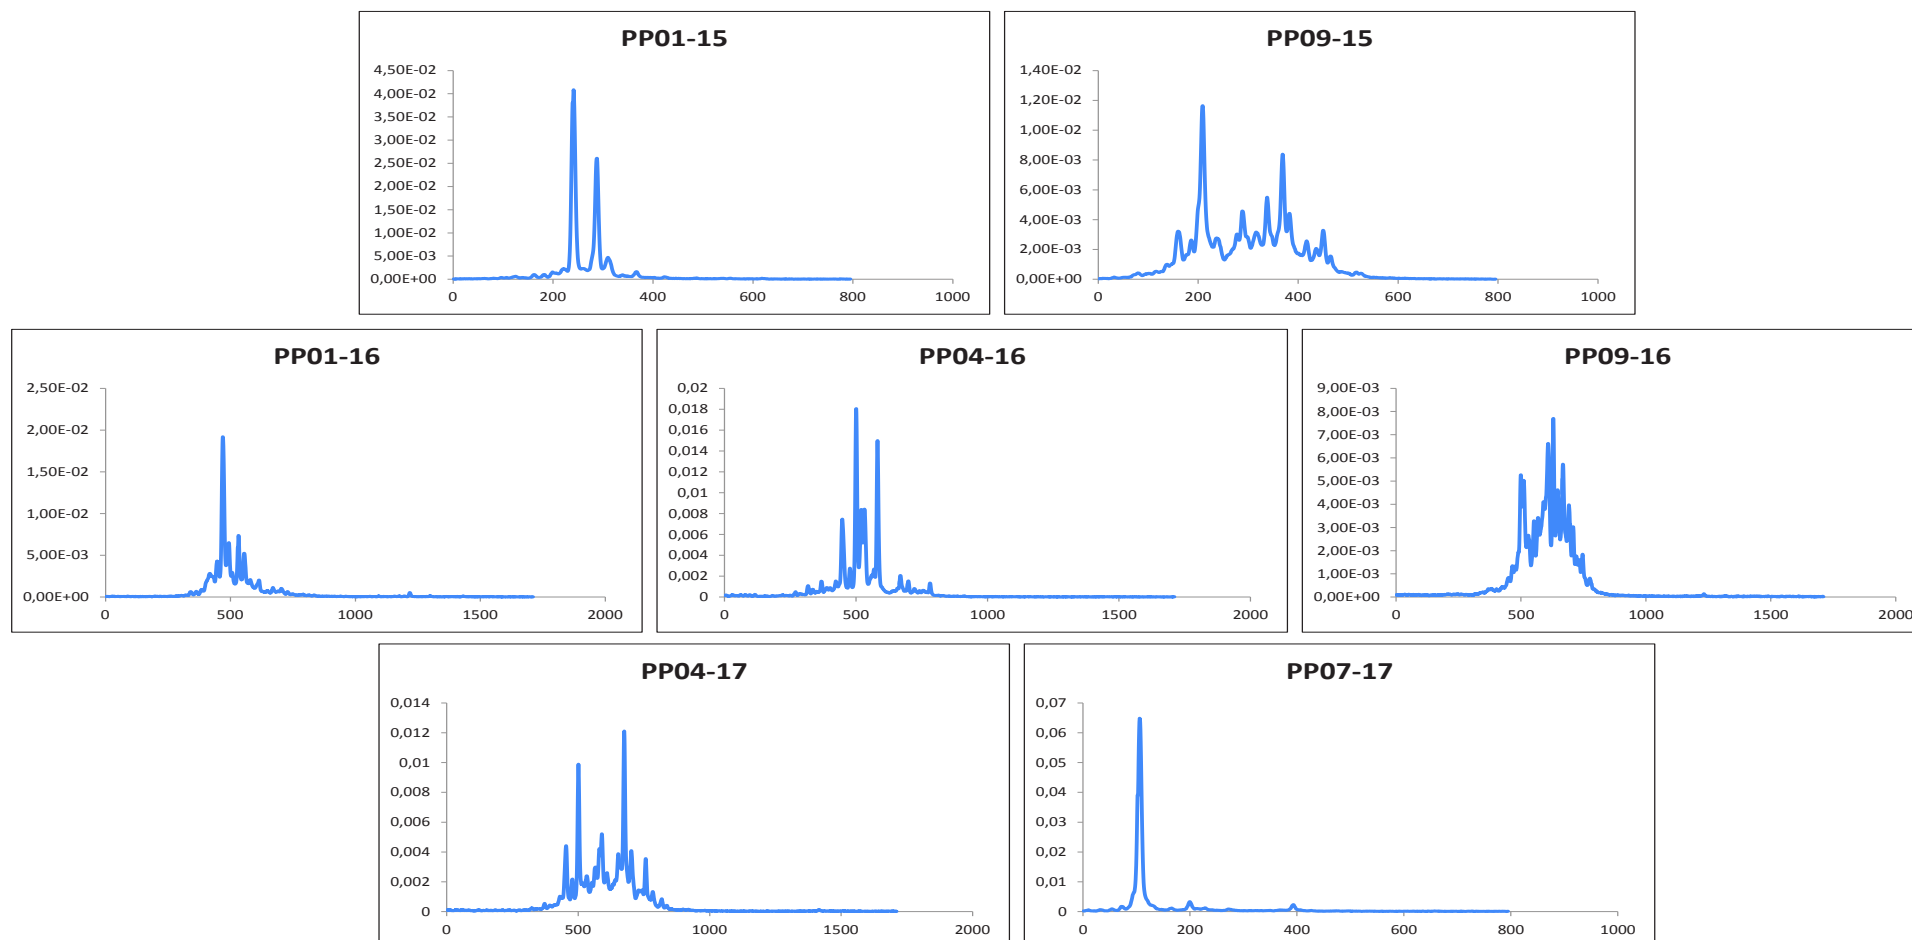 PP01-15
4,50E-02
4,00E-02
3,50E-02
3,00E-02
2,50E-02
2,00E-02
1,50E-02
1,00E-02
5,00E-03
0,00E+00
0 200 400 600 800 1000
PP09-15
1,40E-02
1,20E-02
1,00E-02
8,00E-03
6,00E-03
4,00E-03
2,00E-03
0,00E+00
0 200 400 600 800 1000
PP01-16
2,50E-02
2,00E-02
1,50E-02
1,00E-02
5,00E-03
0,00E+00
0 500 1000 1500 2000
PP04-16
0,02
0,018
0,016
0,014
0,012
0,01
0,008
0,006
0,004
0,002
0
0 500 1000 1500 2000
PP09-16
9,00E-03
8,00E-03
7,00E-03
6,00E-03
5,00E-03
4,00E-03
3,00E-03
2,00E-03
1,00E-03
0,00E+00
0 500 1000 1500 2000
PP04-17
0,014
0,012
0,01
0,008
0,006
0,004
0,002
0
0 500 1000 1500 2000
PP07-17
0,07
0,06
0,05
0,04
0,03
0,02
0,01
0
0 200 400 600 800 1000